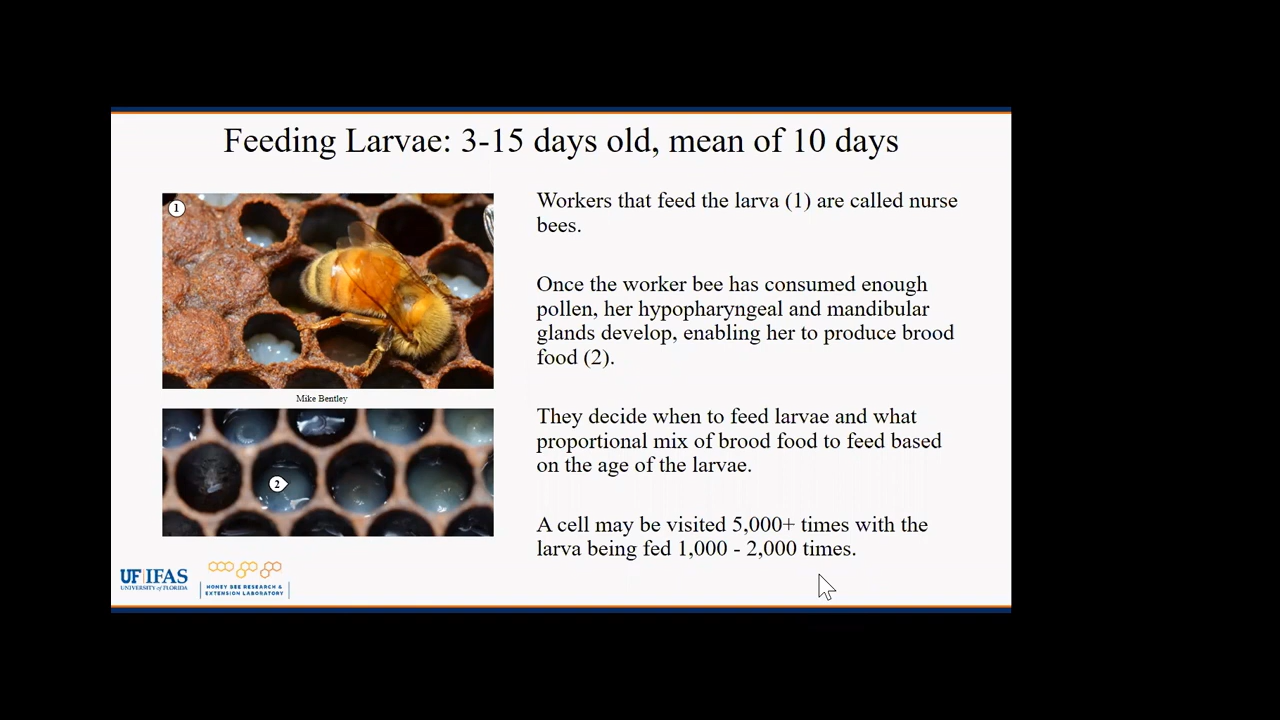 Feeding Larvae: 3-15 days old, mean of 10 days
1
Mike Bentley
2
Workers that feed the larva (1) are called nurse
bees.
Once the worker bee has consumed enough
pollen, her hypopharyngeal and mandibular
glands develop, enabling her to produce brood
food (2).
They decide when to feed larvae and what
proportional mix of brood food to feed based
on the age of the larvae.
A cell may be visited 5,000+ times with the
larva being fed 1,000 - 2,000 times.
UF|IFAS
UNIVERSITY of FLORIDA
HONEY BEE RESEARCH &
EXTENSION LABORATORY